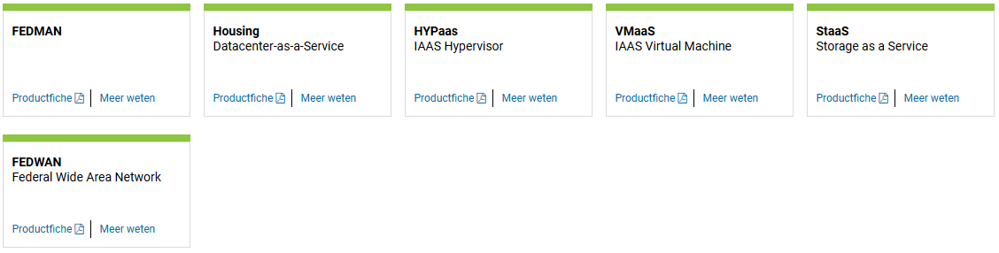 FEDMAN
Productfiche
Meer weten
Housing
Datacenter-as-a-Service
Productfiche
Meer weten
HYPaas
IAAS Hypervisor
Productfiche
Meer weten
VMaaS
IAAS Virtual Machine
Productfiche
Meer weten
StaaS
Storage as a Service
Productfiche
Meer weten
FEDWAN
Federal Wide Area Network
Productfiche
Meer weten